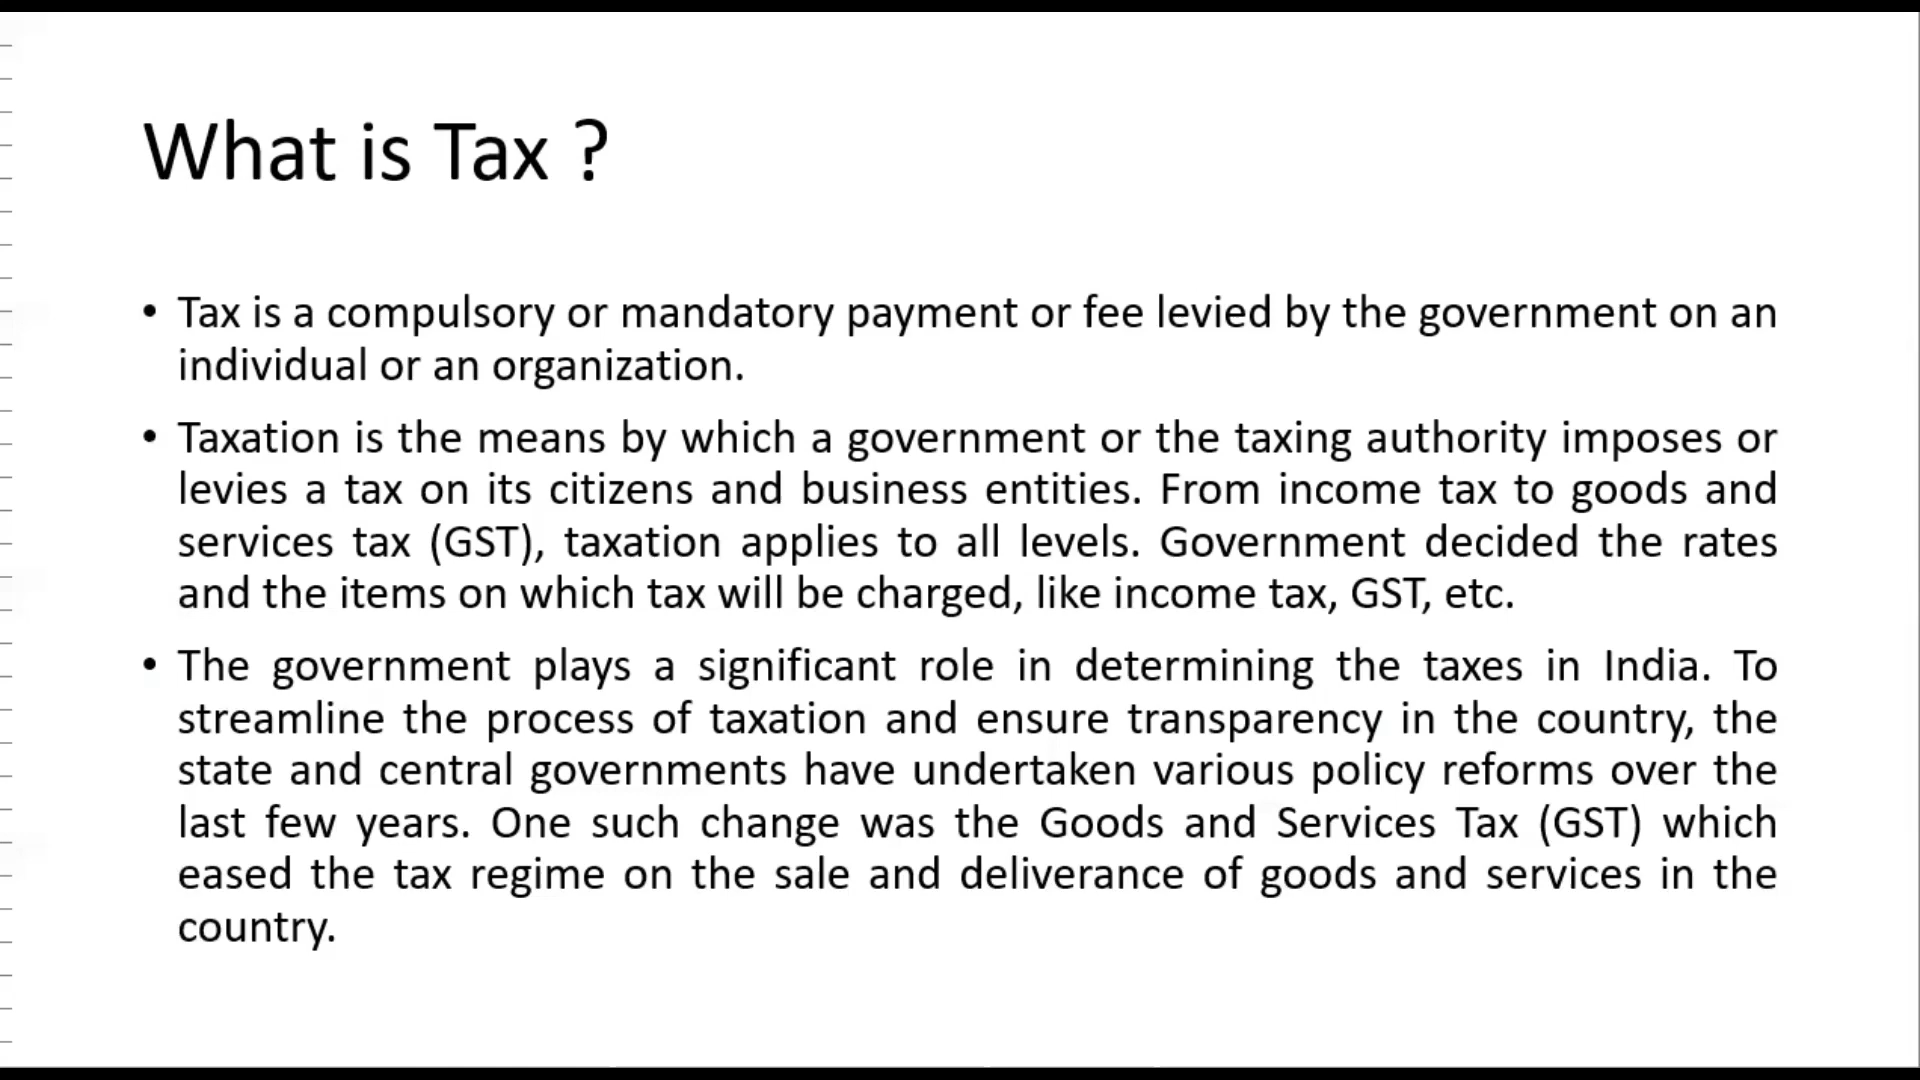 What is Tax ?
• Tax is a compulsory or mandatory payment or fee levied by the government on an
individual or an organization.
• Taxation is the means by which a government or the taxing authority imposes or
levies a tax on its citizens and business entities. From income tax to goods and
services tax (GST), taxation applies to all levels. Government decided the rates
and the items on which tax will be charged, like income tax, GST, etc.
• The government plays a significant role in determining the taxes in India. To
streamline the process of taxation and ensure transparency in the country, the
state and central governments have undertaken various policy reforms over the
last few years. One such change was the Goods and Services Tax (GST) which
eased the tax regime on the sale and deliverance of goods and services in the
country.